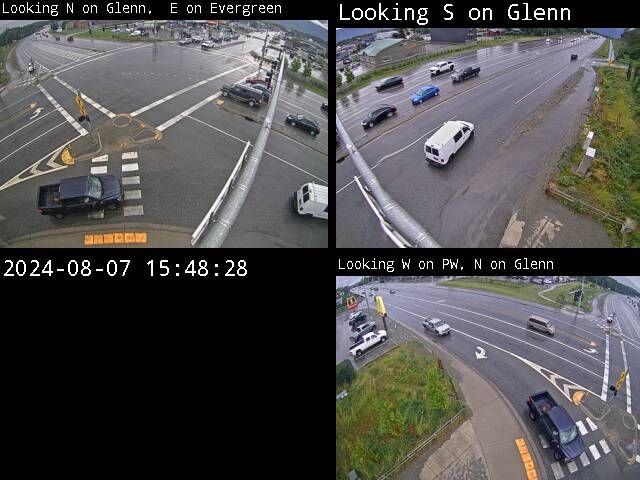 Looking N on Glenn, E on Evergreen
Looking S on Glenn
2024-08-07 15:48:28
Looking W on PW, N on Glenn